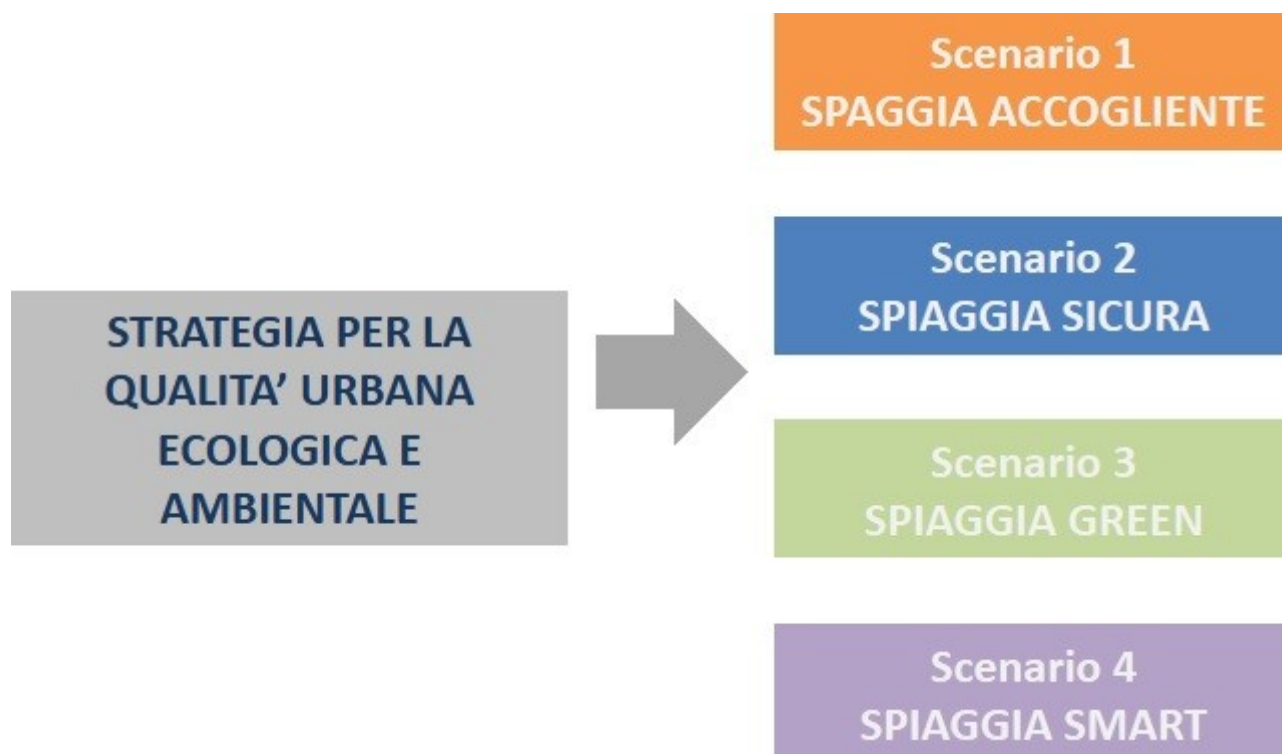 Scenario 1
SPAGGIA ACCOGLIENTE
Scenario 2
SPIAGGIA SICURA
STRATEGIA PER LA
QUALITA’ URBANA
ECOLOGICA E
AMBIENTALE
Scenario 3
SPIAGGIA GREEN
Scenario 4
SPIAGGIA SMART